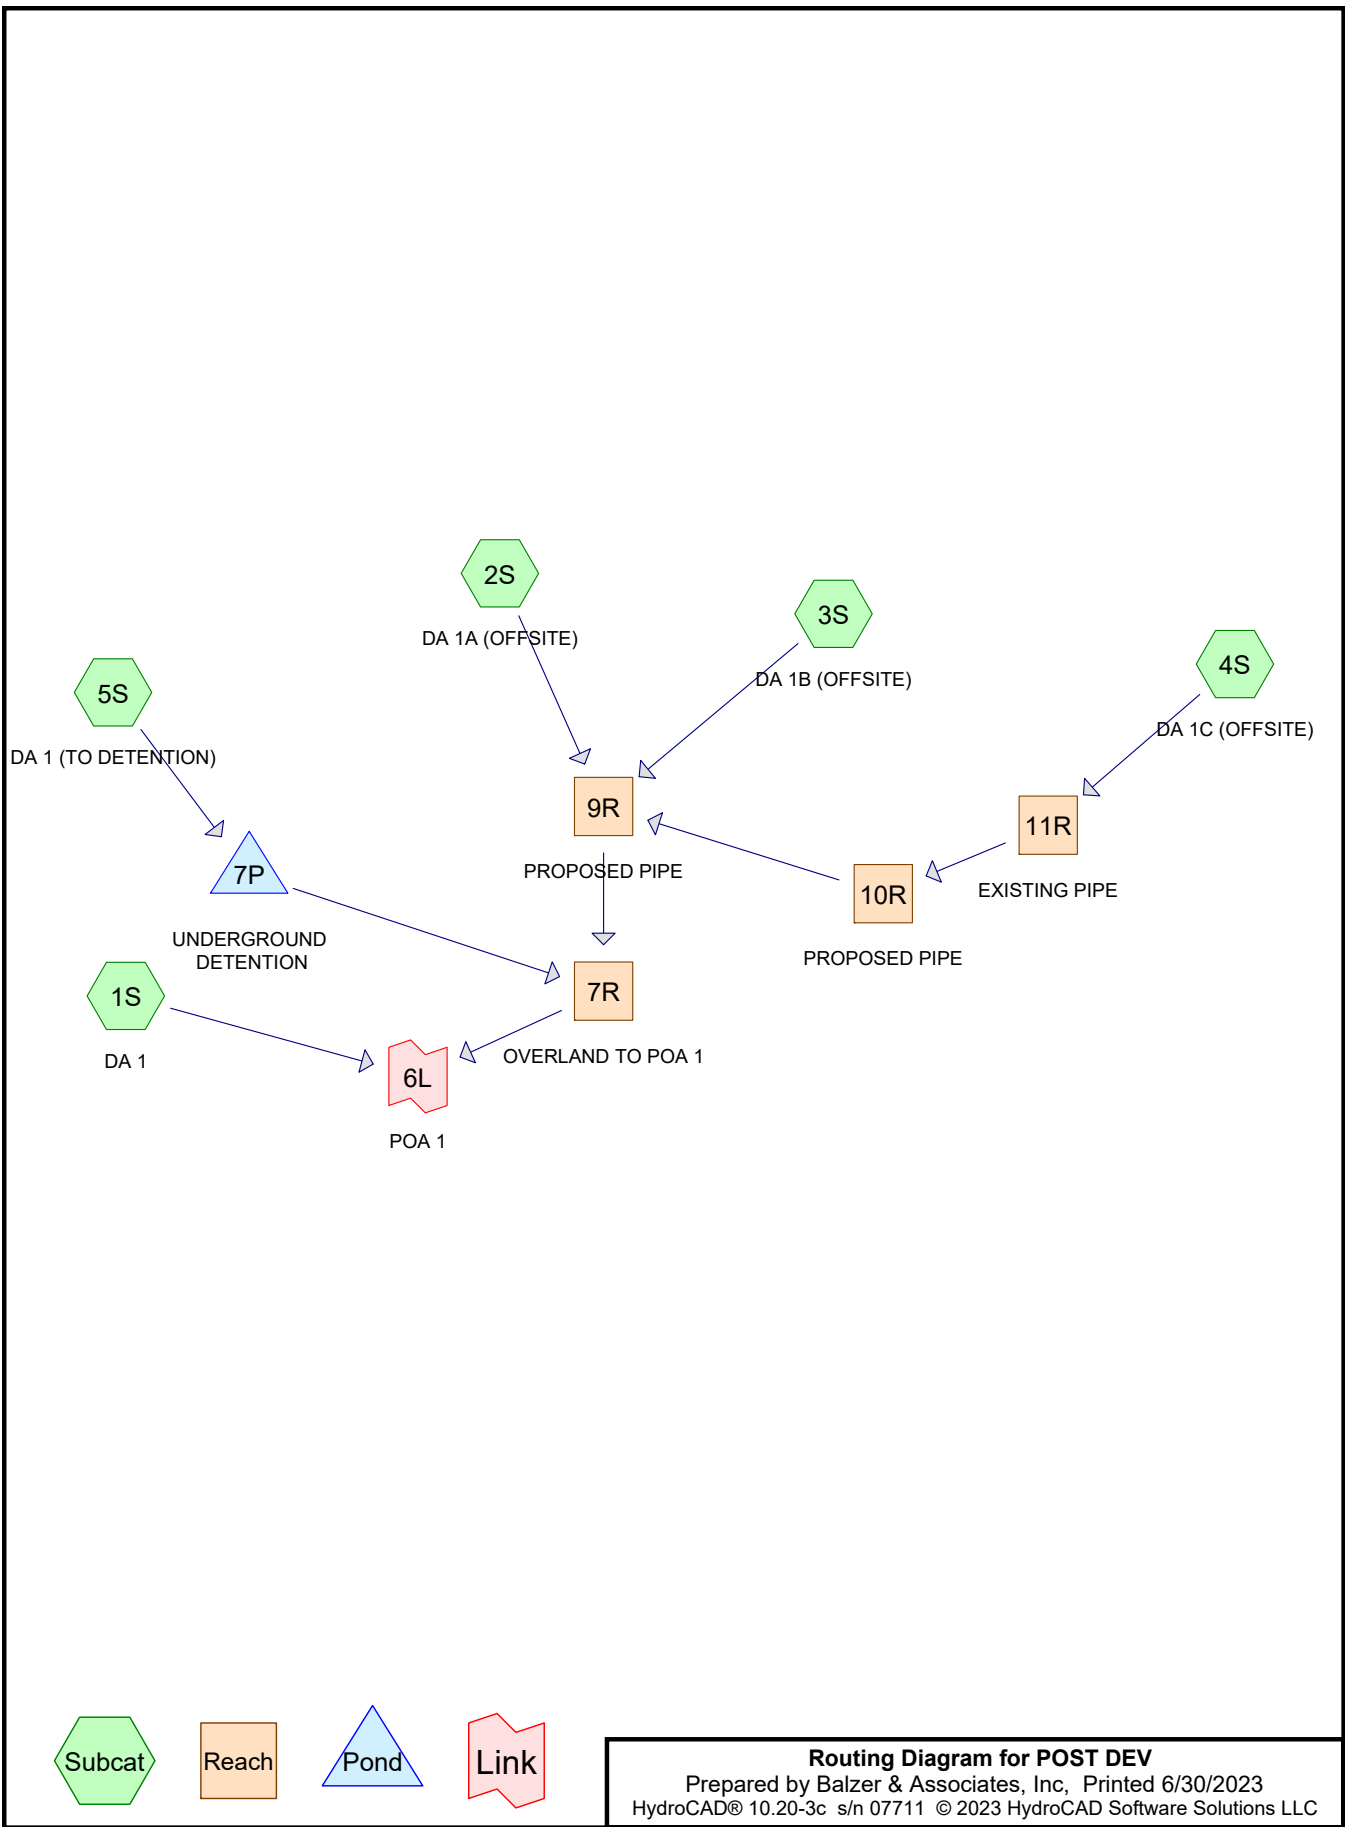 2S
DA 1A (OFFSITE)
3S
DA 1B (OFFSITE)
4S
DA 1C (OFFSITE)
5S
DA 1 (TO DETENTION)
9R
PROPOSED PIPE
11R
EXISTING PIPE
7P
UNDERGROUND
DETENTION
10R
PROPOSED PIPE
1S
DA 1
7R
OVERLAND TO POA 1
6L
POA 1
Subcat
Reach
Pond
Link
Routing Diagram for POST DEV
Prepared by Balzer & Associates, Inc, Printed 6/30/2023
HydroCAD® 10.20-3c s/n 07711 © 2023 HydroCAD Software Solutions LLC